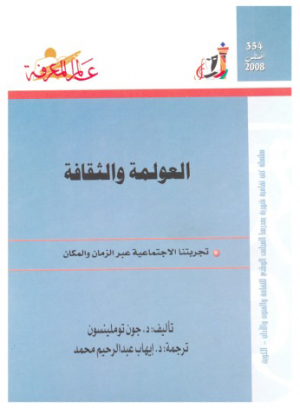 عالم المعرفة
354
أغسطس
2008
العولمة والثقافة
تجربتنا الاجتماعية عبر الزمان والمكان
تأليف: د. جون توملينسون
ترجمة: د. إيهاب عبدالرحيم محمد
سلسلة كتب ثقافية شهرية يصدرها المجلس الوطني للثقافة والفنون والآداب - الكويت